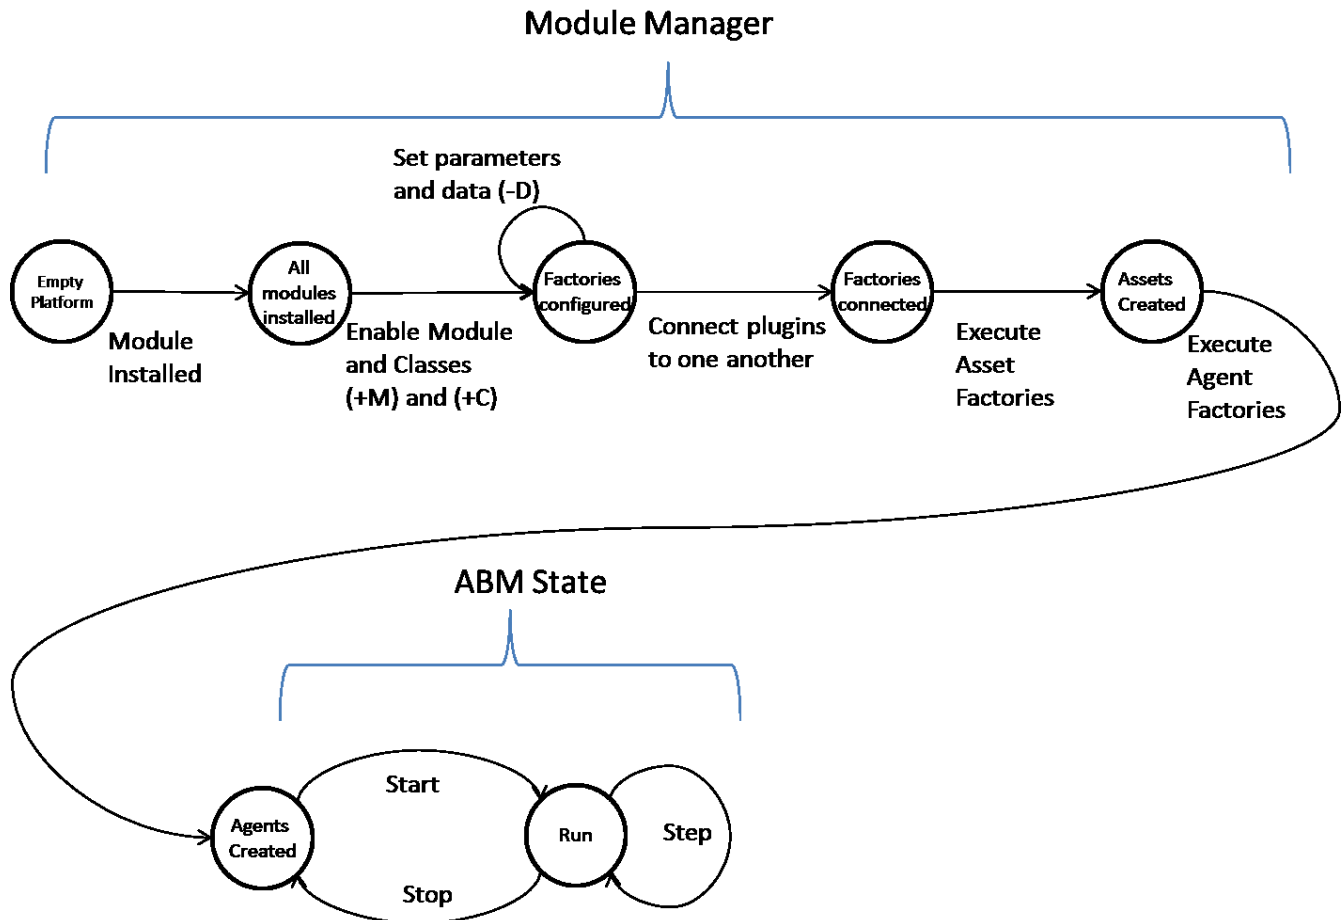 Module Manager
Set parameters
and data (-D)
Empty
Platform
All
modules
installed
Factories
configured
Factories
connected
Assets
Created
Module
Installed
Enable Module
and Classes
(+M) and (+C)
Connect plugins
to one another
Execute
Asset
Factories
Execute
Agent
Factories
ABM State
Start
Agents
Created
Run
Step
Stop